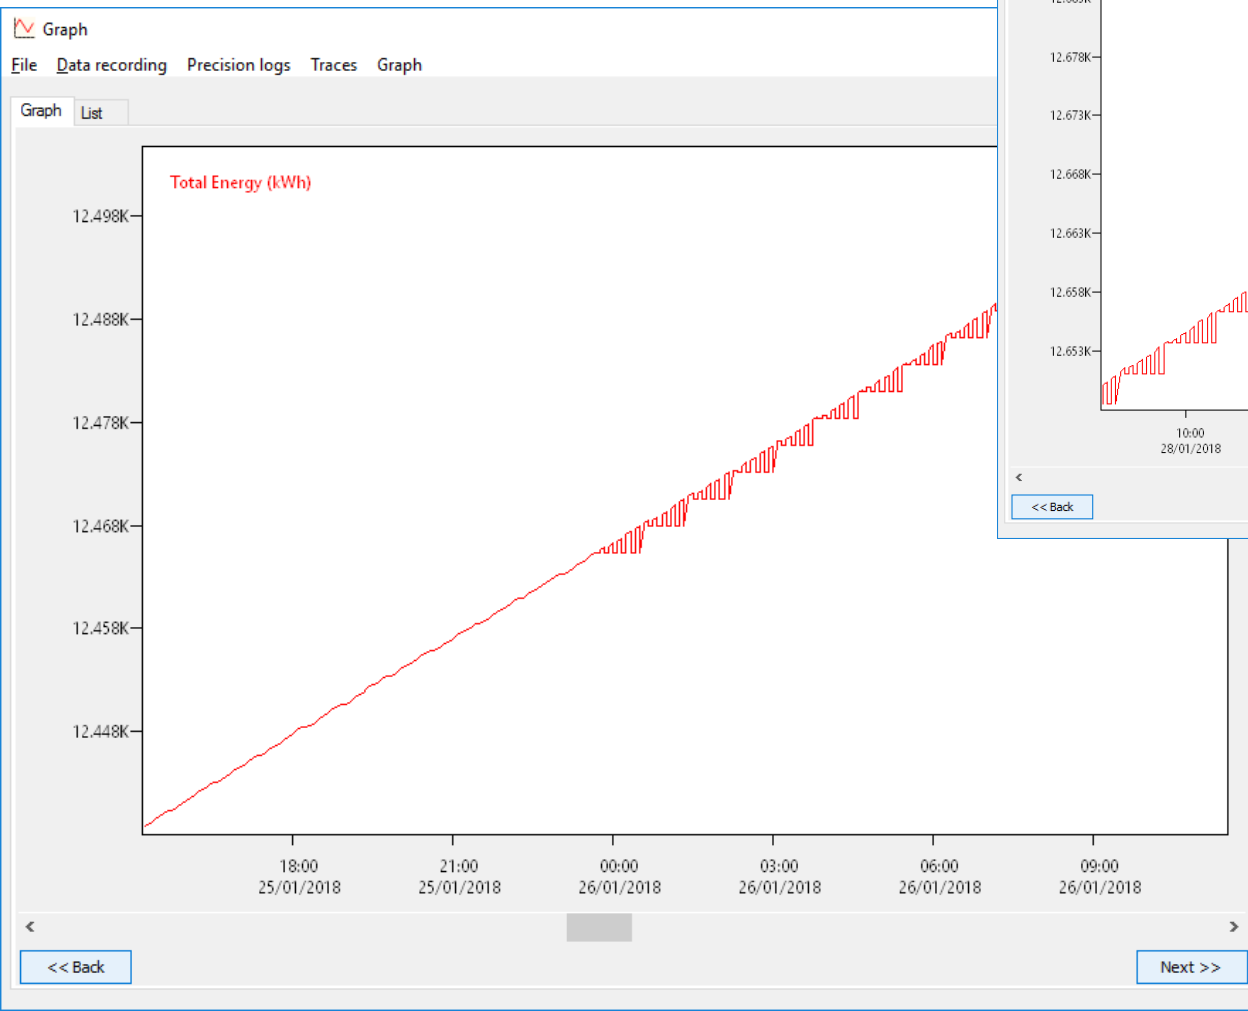 Graph
File Data recording Precision logs Traces Graph
Graph List
Total Energy (kWh)
12.498K
12.488K
12.478K
12.468K
12.458K
12.448K
18:00 21:00 00:00 03:00 06:00 09:00
25/01/2018 25/01/2018 26/01/2018 26/01/2018 26/01/2018 26/01/2018
<< Back Next >>
12.678K
12.673K
12.668K
12.663K
12.658K
12.653K
10:00
28/01/2018
<< Back